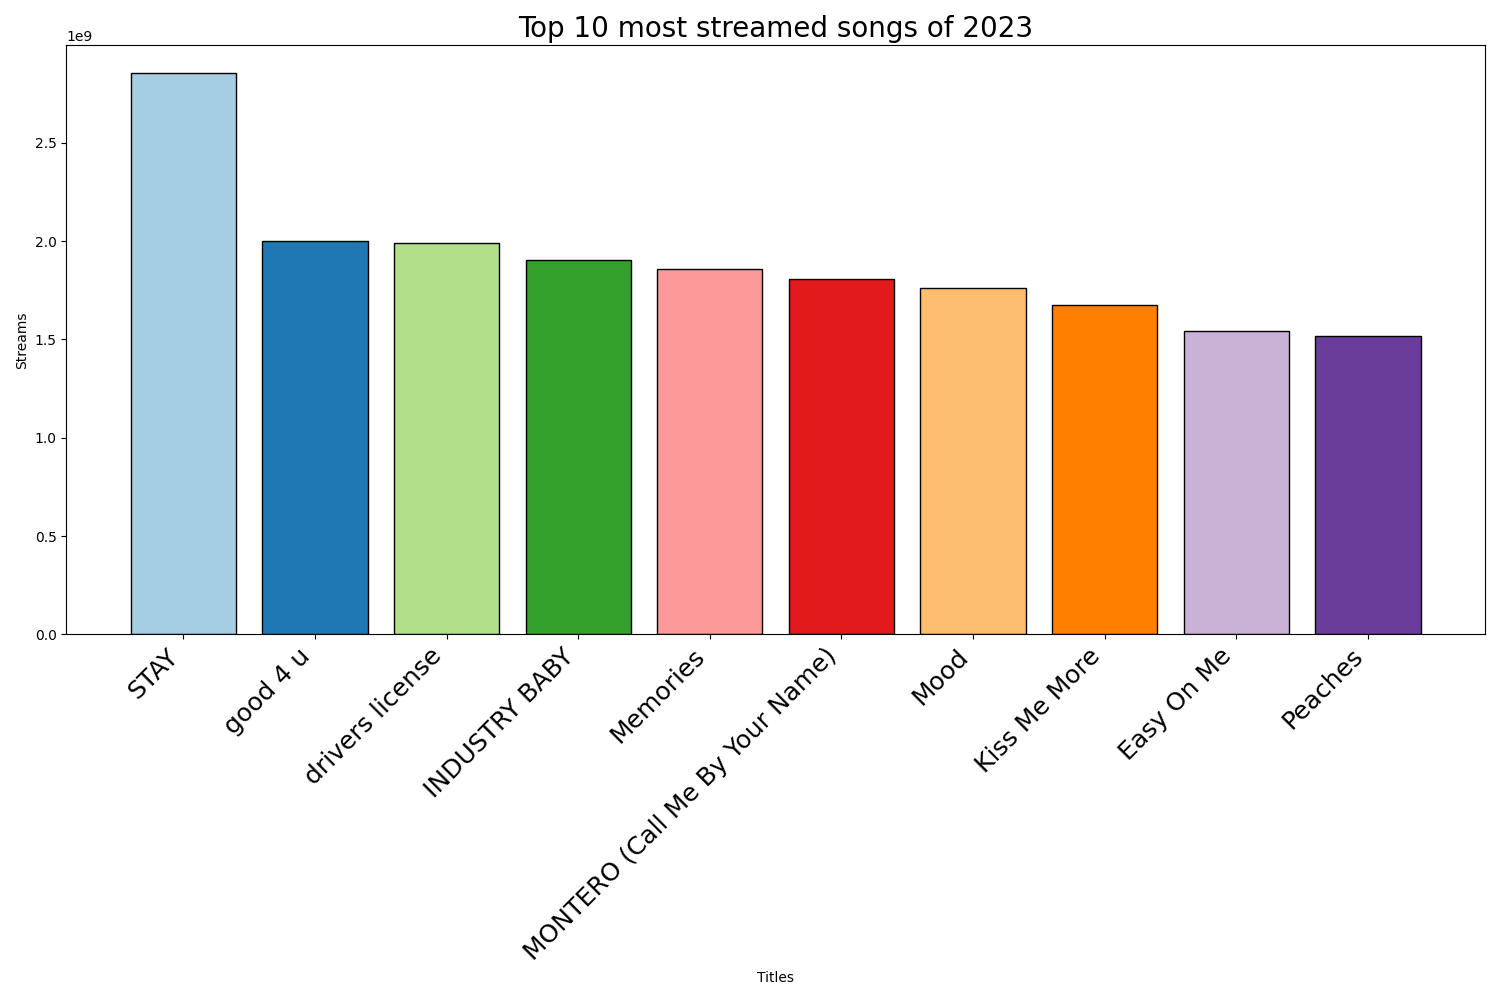 Top 10 most streamed songs of 2023
1e9
2.5
2.0
1.5
1.0
0.5
0.0
Streams
STAY
good 4 u
drivers license
INDUSTRY BABY
Memories
MONTERO (Call Me By Your Name)
Mood
Kiss Me More
Easy On Me
Peaches
Titles